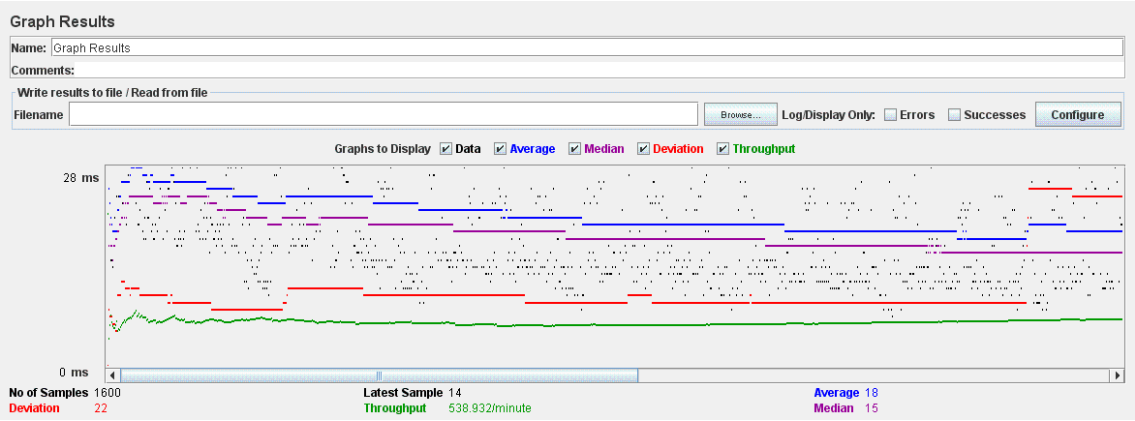 Graph Results
Name: Graph Results
Comments:
Write results to file / Read from file
Filename Browse... Log/Display Only: Errors Successes Configure
Graphs to Display Data Average Median Deviation Throughput
28 ms
0 ms
No of Samples 1600 Latest Sample 14 Average 18
Deviation 22 Throughput 538.932/minute Median 15